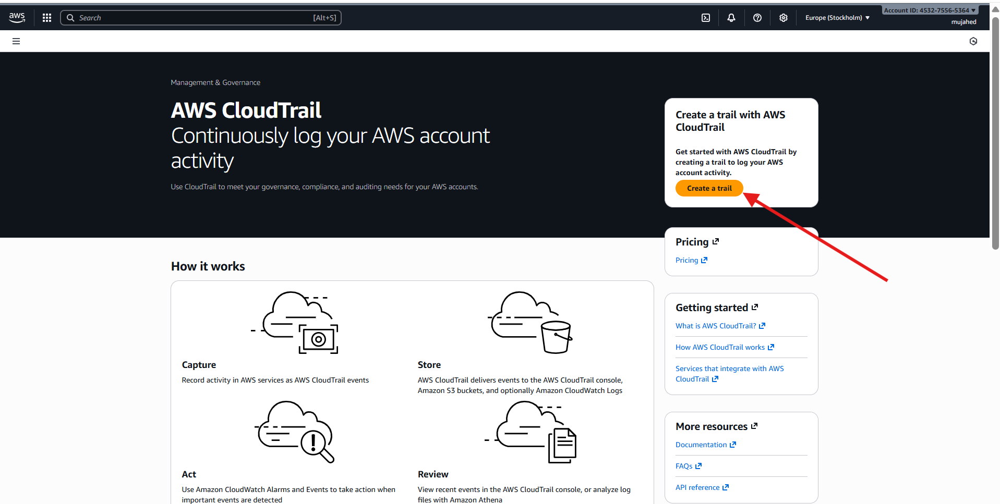 aws
Search
[Alt+S]
Europe (Stockholm)
Account ID: 4532-7556-5364
mujahed
Management & Governance
AWS CloudTrail
Continuously log your AWS account
activity
Use CloudTrail to meet your governance, compliance, and auditing needs for your AWS accounts.
Create a trail with AWS
CloudTrail
Get started with AWS CloudTrail by
creating a trail to log your AWS
account activity.
Create a trail
Pricing
Pricing
How it works
Capture
Record activity in AWS services as AWS CloudTrail events
Store
AWS CloudTrail delivers events to the AWS CloudTrail console,
Amazon S3 buckets, and optionally Amazon CloudWatch Logs
Act
Use Amazon CloudWatch Alarms and Events to take action when
important events are detected
Review
View recent events in the AWS CloudTrail console, or analyze log
files with Amazon Athena
Getting started
What is AWS CloudTrail?
How AWS CloudTrail works
Services that integrate with AWS
CloudTrail
More resources
Documentation
FAQs
API reference